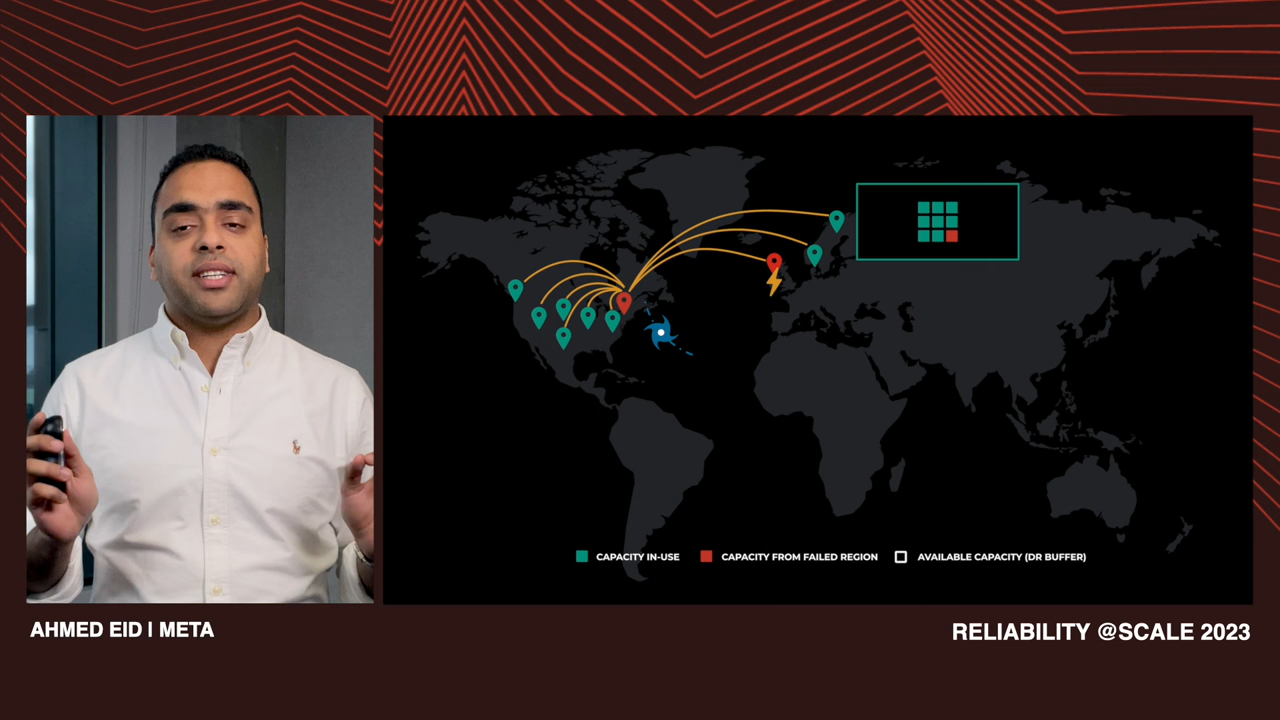 CAPACITY IN-USE
CAPACITY FROM FAILED REGION
AVAILABLE CAPACITY (DR BUFFER)
AHMED EID | META
RELIABILITY @SCALE 2023